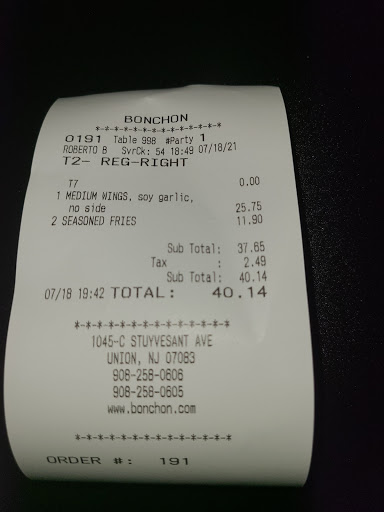 BONCHON
*-*-*-*-*-*-*-*-*-*-*-*-*
0191 Table 998 #Party 1
ROBERTO B SvrCk: 54 18:49 07/18/21
T2- REG-RIGHT
T7 0.00
1 MEDIUM WINGS, soy garlic,
no side 25.75
2 SEASONED FRIES 11.90
Sub Total: 37.65
Tax : 2.49
Sub Total: 40.14
07/18 19:42 TOTAL: 40.14
*-*-*-*-*-*-*-*-*-*-*-*-*
1045-C STUYVESANT AVE
UNION, NJ 07083
908-258-0606
908-258-0605
www.bonchon.com
*-*-*-*-*-*-*-*-*-*-*-*-*
ORDER #: 191